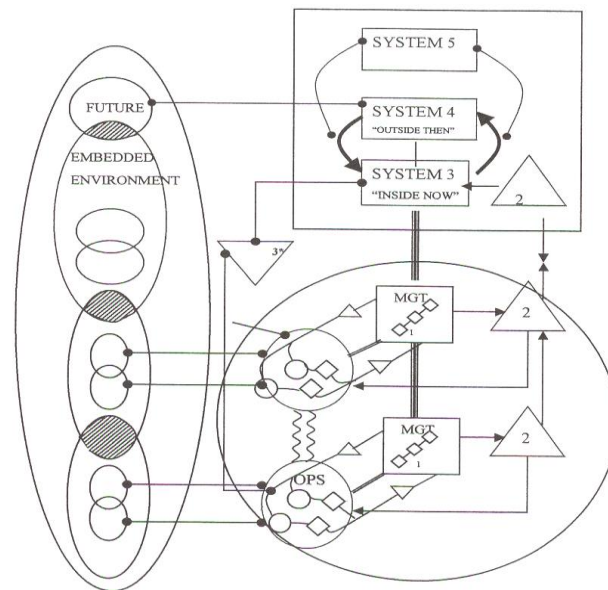 SYSTEM 5
FUTURE
SYSTEM 4
"OUTSIDE THEN"
EMBEDDED
ENVIRONMENT
SYSTEM 3
"INSIDE NOW"
2
3*
MGT
1
2
MGT
1
2
OPS